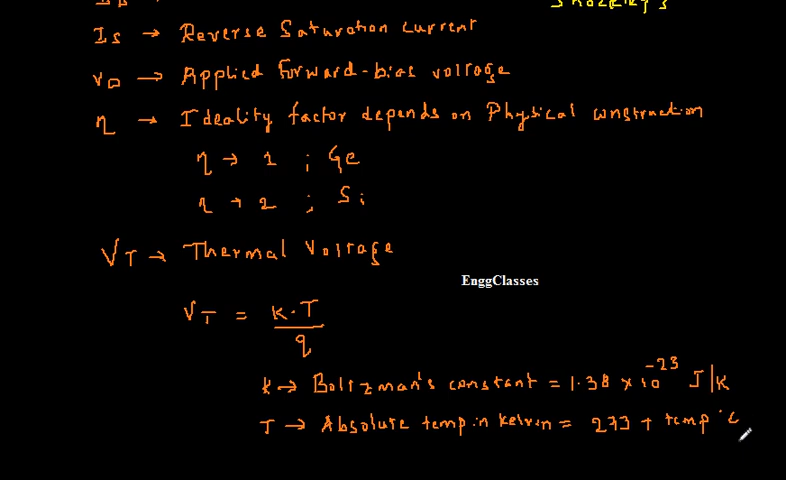 Shockley's
Is → Reverse Saturation current
VD → Applied forward-bias voltage
η → Ideality factor depends on Physical construction
η → 1 ; Ge
η → 2 ; Si
VT → Thermal Voltage
EnggClasses
VT = k.T / q
k → Boltzman's constant = 1.38 × 10^-23 J/K
T → Absolute temp in kelvin = 273 + temp °C